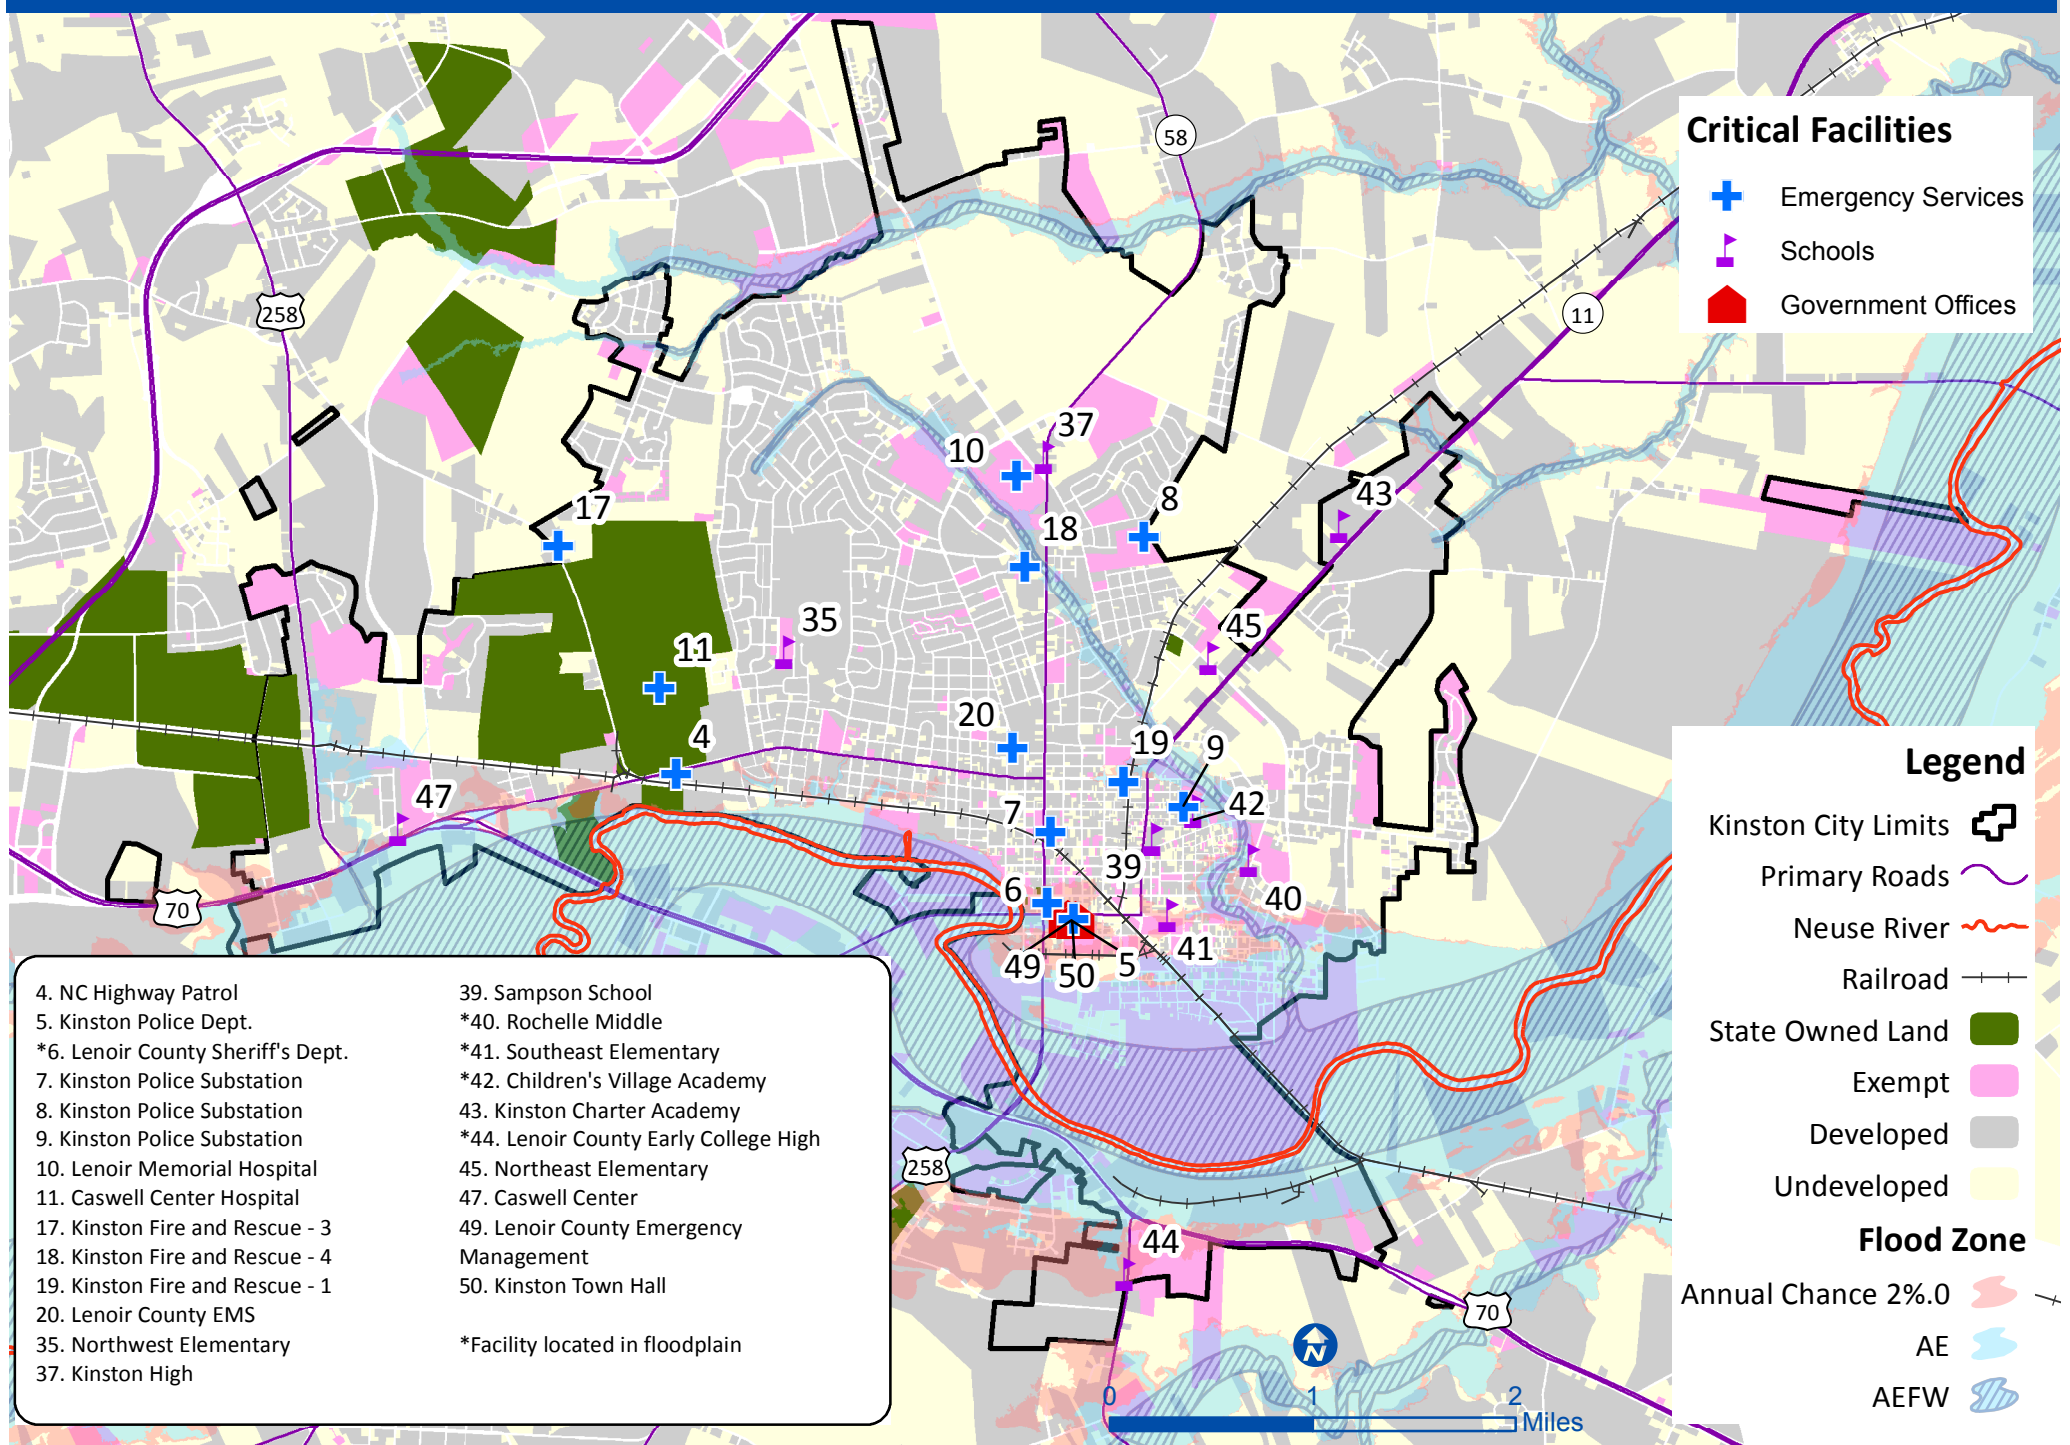 58
Critical Facilities
Emergency Services
Schools
Government Offices
258
11
37
10
8
43
17
18
35
45
11
20
4
19
9
47
7
42
39
6
40
70
41
49
50
5
Legend
Kinston City Limits
Primary Roads
Neuse River
Railroad
State Owned Land
Exempt
Developed
Undeveloped
Flood Zone
Annual Chance 2%.0
AE
AEFW
4. NC Highway Patrol
5. Kinston Police Dept.
*6. Lenoir County Sheriff's Dept.
7. Kinston Police Substation
8. Kinston Police Substation
9. Kinston Police Substation
10. Lenoir Memorial Hospital
11. Caswell Center Hospital
17. Kinston Fire and Rescue - 3
18. Kinston Fire and Rescue - 4
19. Kinston Fire and Rescue - 1
20. Lenoir County EMS
35. Northwest Elementary
37. Kinston High
39. Sampson School
*40. Rochelle Middle
*41. Southeast Elementary
*42. Children's Village Academy
43. Kinston Charter Academy
*44. Lenoir County Early College High
45. Northeast Elementary
47. Caswell Center
49. Lenoir County Emergency
Management
50. Kinston Town Hall
*Facility located in floodplain
258
44
70
N
0 1 2
Miles